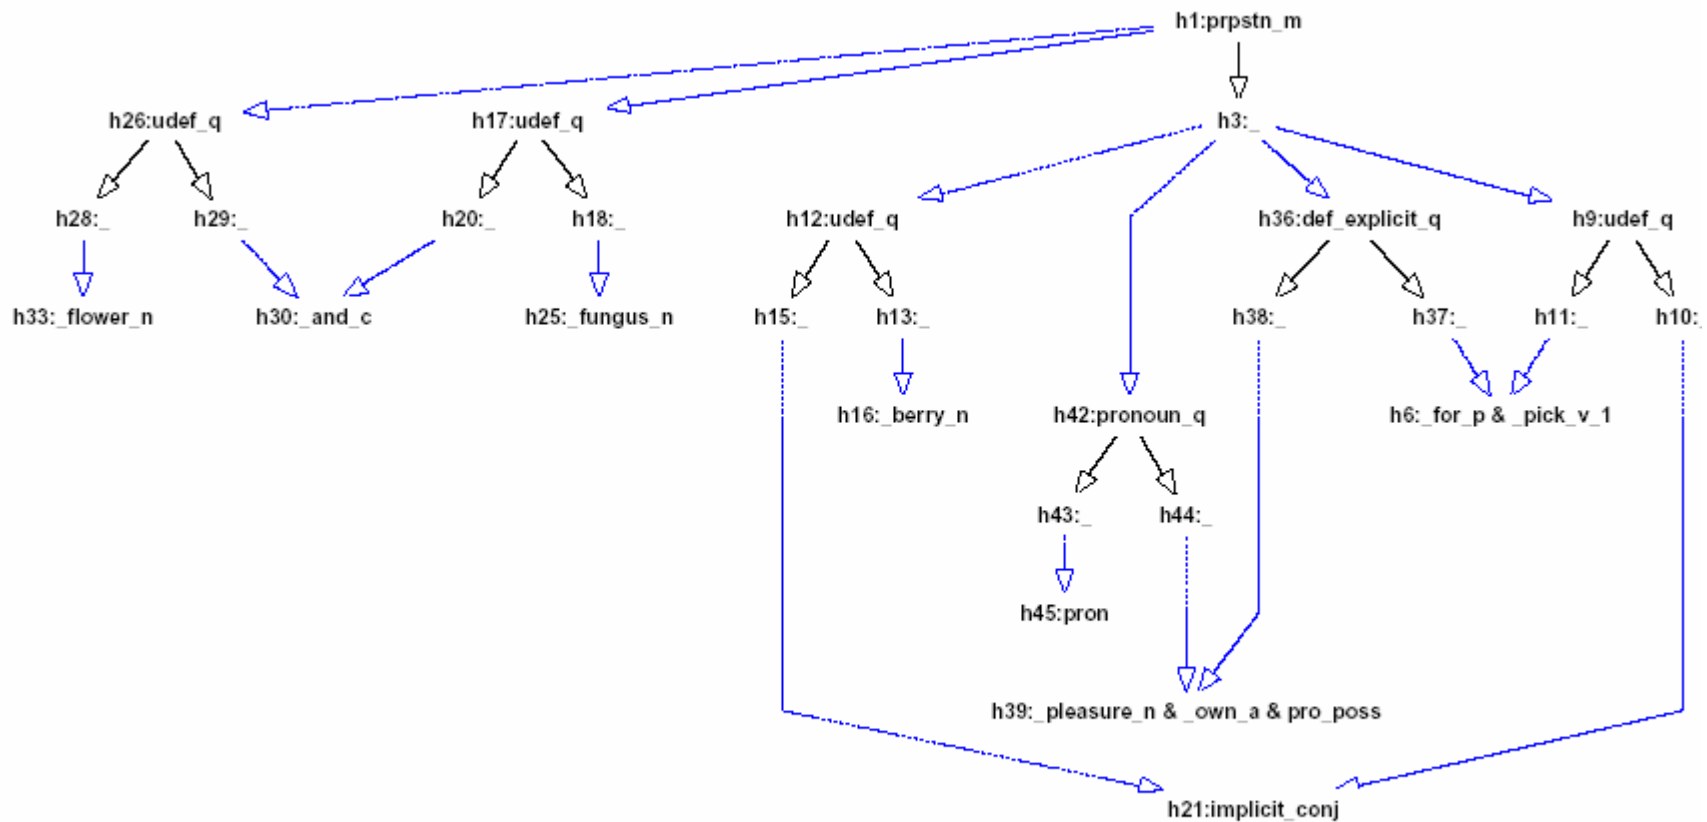 h1:prpstn_m
h26:udef_q h17:udef_q h3:_
h28:_ h29:_ h20:_ h18:_ h12:udef_q h36:def_explicit_q h9:udef_q
h33:_flower_n h30:_and_c h25:_fungus_n h15:_ h13:_ h38:_ h37:_ h11:_ h10:
h16:_berry_n h42:pronoun_q h6:_for_p & _pick_v_1
h43:_ h44:_
h45:pron
h39:_pleasure_n & _own_a & pro_poss
h21:implicit_conj